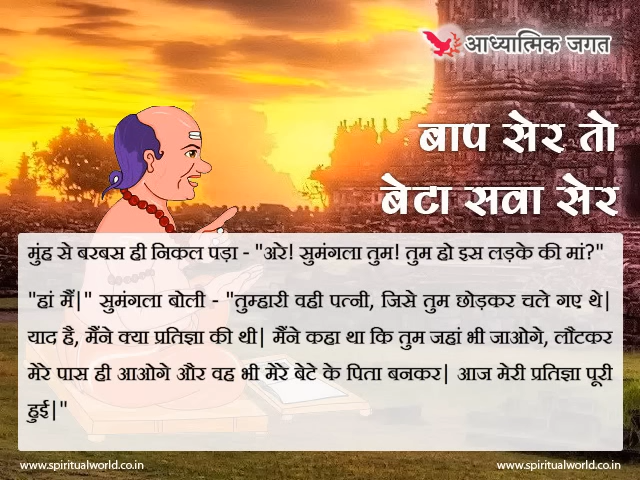 आध्यात्मिक जगत
बाप सेर तो
बेटा सवा सेर
मुंह से बरबस ही निकल पड़ा - "अरे! सुमंगला तुम! तुम हो इस लड़के की मां?"
"हां मैं|" सुमंगला बोली - "तुम्हारी वही पत्नी, जिसे तुम छोड़कर चले गए थे|
याद है, मैंने क्या प्रतिज्ञा की थी| मैंने कहा था कि तुम जहां भी जाओगे, लौटकर
मेरे पास ही आओगे और वह भी मेरे बेटे के पिता बनकर| आज मेरी प्रतिज्ञा पूरी
हुई|"
www.spiritualworld.co.in
www.spiritualworld.co.in